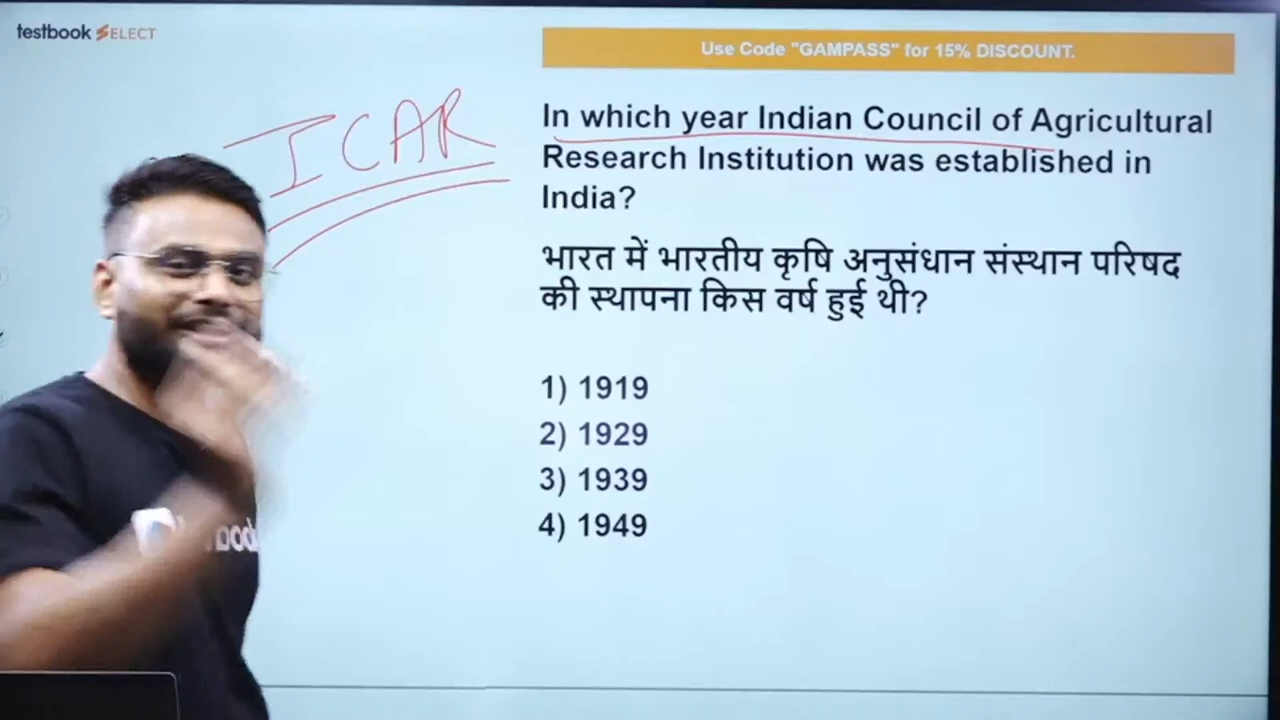 testbook SELECT
Use Code "GAMPASS" for 15% DISCOUNT.
ICAR
In which year Indian Council of Agricultural
Research Institution was established in
India?
भारत में भारतीय कृषि अनुसंधान संस्थान परिषद
की स्थापना किस वर्ष हुई थी?
1) 1919
2) 1929
3) 1939
4) 1949